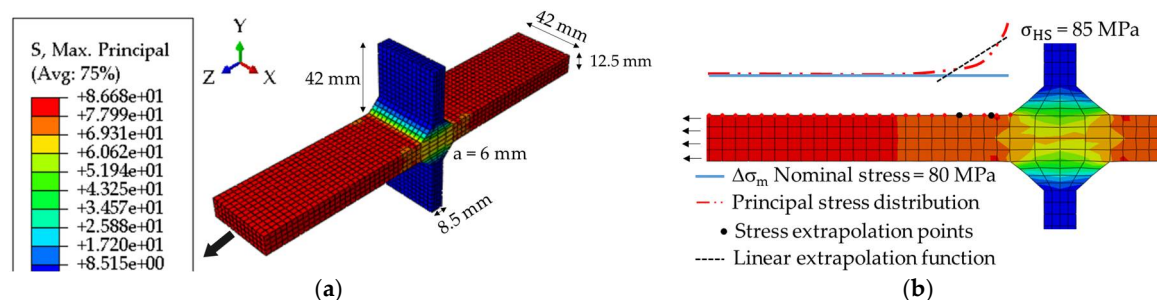 S, Max. Principal
(Avg: 75%)
+8.668e+01
+7.799e+01
+6.931e+01
+6.062e+01
+5.194e+01
+4.325e+01
+3.457e+01
+2.588e+01
+1.720e+01
+8.515e+00
Y
Z
X
42 mm
12.5 mm
42 mm
a = 6 mm
8.5 mm
(a)
σHS = 85 MPa
Δσm Nominal stress = 80 MPa
Principal stress distribution
Stress extrapolation points
Linear extrapolation function
(b)